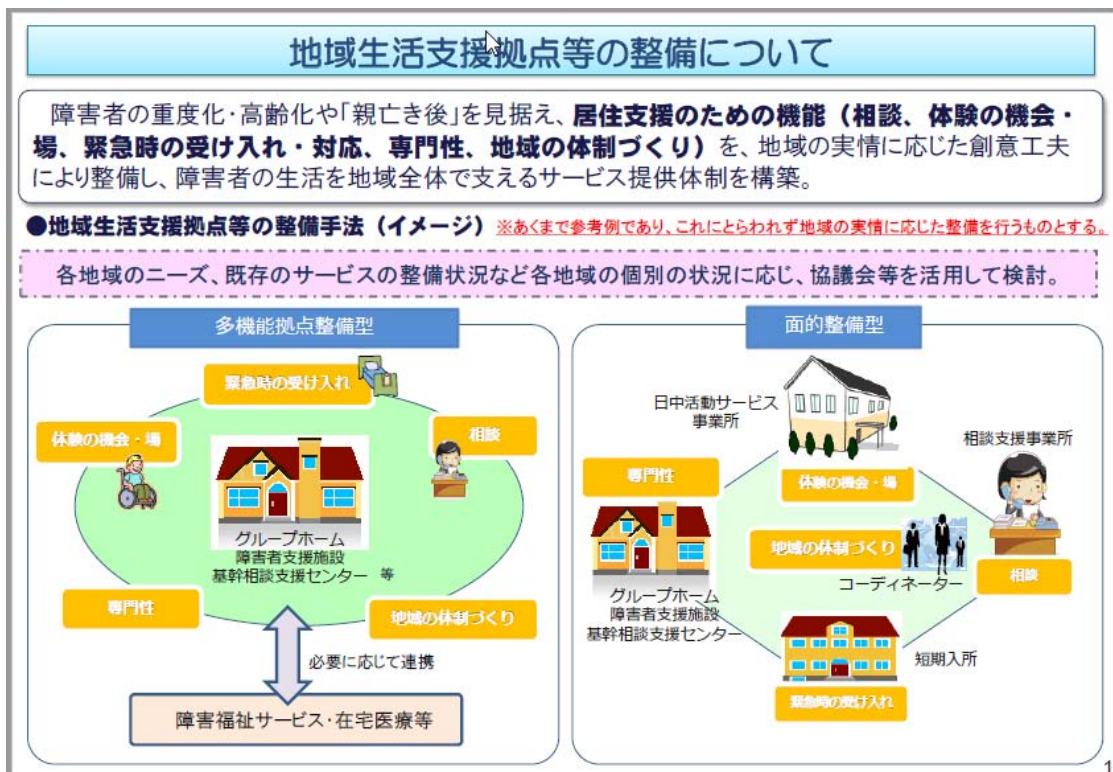 地域生活支援拠点等の整備について
障害者の重度化・高齢化や「親亡き後」を見据え、居住支援のための機能(相談、体験の機会・
場、緊急時の受け入れ・対応、専門性、地域の体制づくり)を、地域の実情に応じた創意工夫
により整備し、障害者の生活を地域全体で支えるサービス提供体制を構築。
●地域生活支援拠点等の整備手法(イメージ) ※あくまで参考例であり、これにとらわれず地域の実情に応じた整備を行うものとする。
各地域のニーズ、既存のサービスの整備状況など各地域の個別の状況に応じ、協議会等を活用して検討。
多機能拠点整備型
緊急時の受け入れ
体験の機会・場
相談
グループホーム
障害者支援施設
基幹相談支援センター 等
専門性
地域の体制づくり
必要に応じて連携
障害福祉サービス・在宅医療等
面的整備型
日中活動サービス
事業所
相談支援事業所
専門性
体験の機会・場
地域の体制づくり
コーディネーター
相談
グループホーム
障害者支援施設
基幹相談支援センター
短期入所
緊急時の受け入れ
1